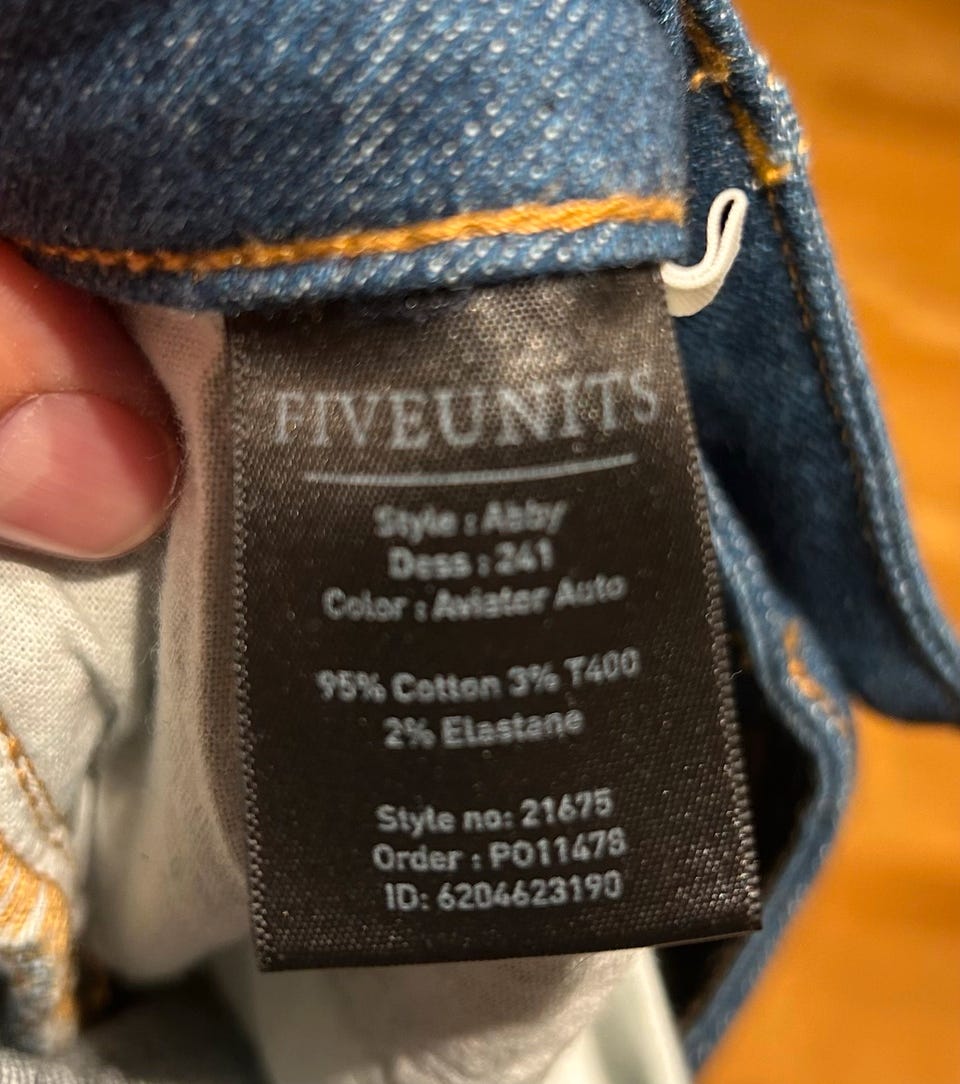 FIVEUNITS
Style : Abby
Dess : 241
Color : Aviator Auto
95% Cotton 3% T400
2% Elastane
Style no: 21675
Order : PO11478
ID: 6204623190